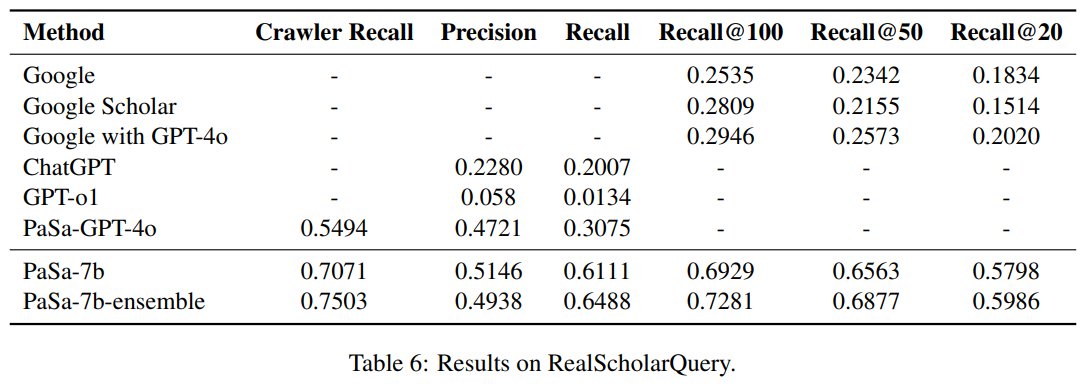 Method Crawler Recall Precision Recall Recall@100 Recall@50 Recall@20
Google - - - 0.2535 0.2342 0.1834
Google Scholar - - - 0.2809 0.2155 0.1514
Google with GPT-4o - - - 0.2946 0.2573 0.2020
ChatGPT - 0.2280 0.2007 - - -
GPT-o1 - 0.058 0.0134 - - -
PaSa-GPT-4o 0.5494 0.4721 0.3075 - - -
PaSa-7b 0.7071 0.5146 0.6111 0.6929 0.6563 0.5798
PaSa-7b-ensemble 0.7503 0.4938 0.6488 0.7281 0.6877 0.5986
Table 6: Results on RealScholarQuery.